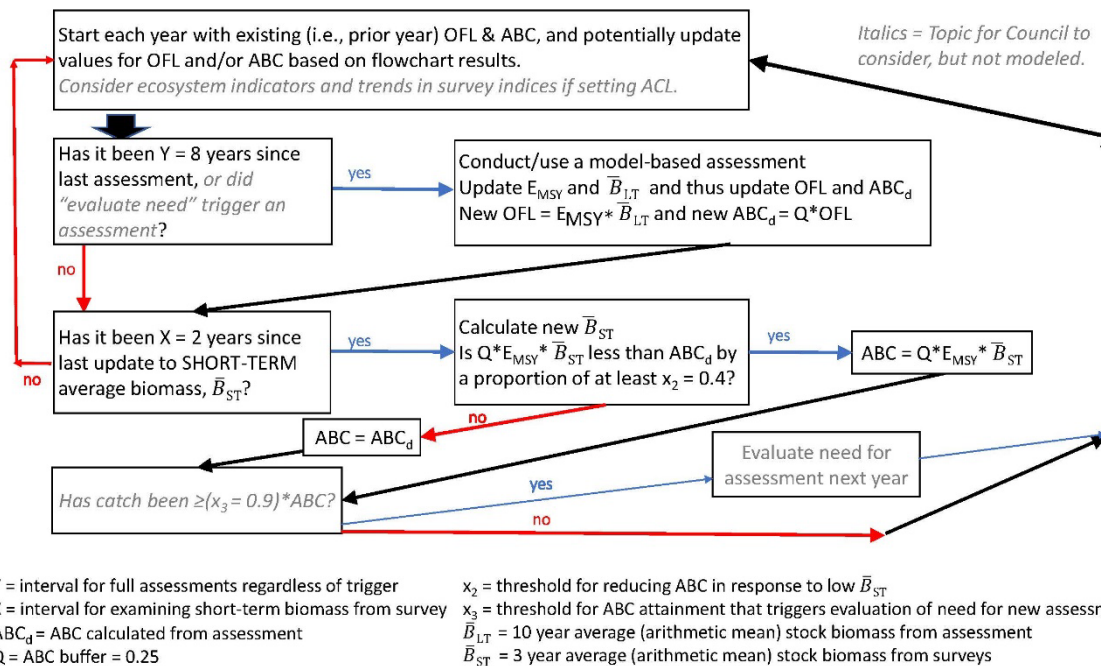 Start each year with existing (i.e., prior year) OFL & ABC, and potentially update
values for OFL and/or ABC based on flowchart results.
Consider ecosystem indicators and trends in survey indices if setting ACL.
Italics = Topic for Council to
consider, but not modeled.
Has it been Y = 8 years since
last assessment, or did
“evaluate need” trigger an
assessment?
yes
Conduct/use a model-based assessment
Update E_MSY and B̅_LT and thus update OFL and ABC_d
New OFL = E_MSY* B̅_LT and new ABC_d = Q*OFL
no
Has it been X = 2 years since
last update to SHORT-TERM
average biomass, B̅_ST?
yes
no
Calculate new B̅_ST
Is Q*E_MSY* B̅_ST less than ABC_d by
a proportion of at least x₂ = 0.4?
yes
ABC = Q*E_MSY* B̅_ST
no
ABC = ABC_d
Has catch been ≥(x₃ = 0.9)*ABC?
yes
no
Evaluate need for
assessment next year
= interval for full assessments regardless of trigger
= interval for examining short-term biomass from survey
ABC_d = ABC calculated from assessment
Q = ABC buffer = 0.25
x₂ = threshold for reducing ABC in response to low B̅_ST
x₃ = threshold for ABC attainment that triggers evaluation of need for new assessm
B̅_LT = 10 year average (arithmetic mean) stock biomass from assessment
B̅_ST = 3 year average (arithmetic mean) stock biomass from surveys